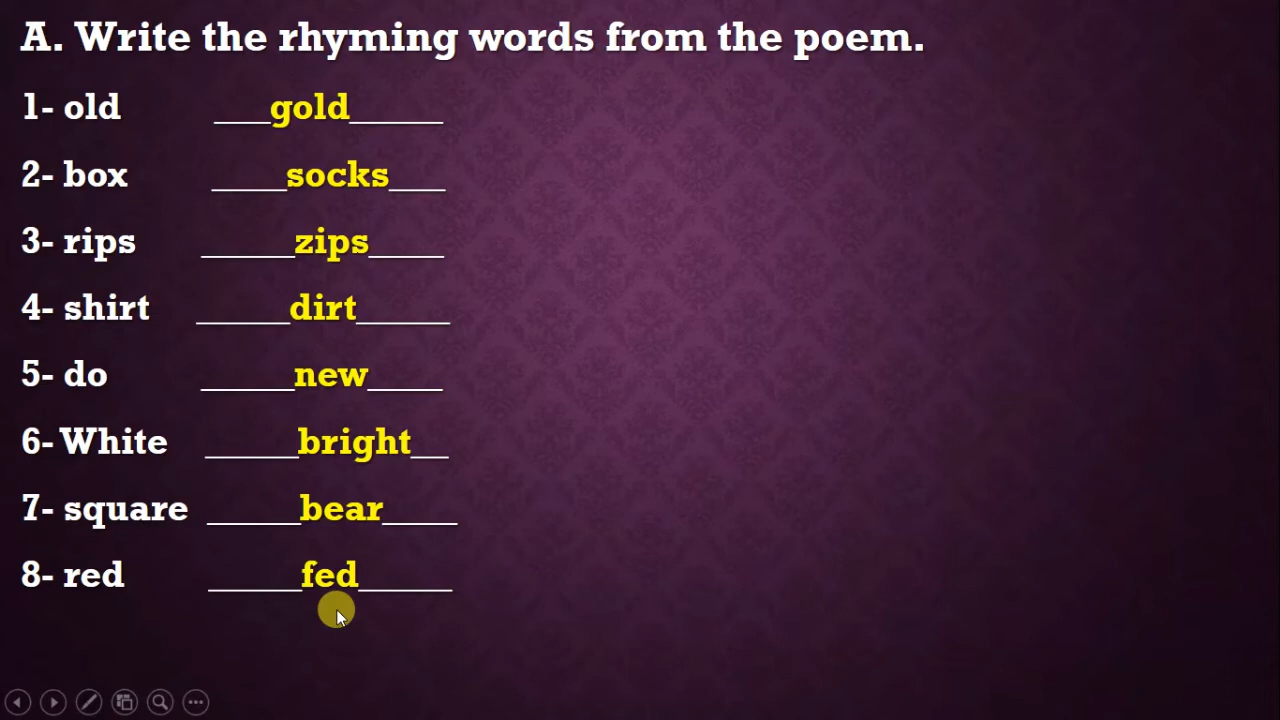 A. Write the rhyming words from the poem.
1- old ___gold_____
2- box ____socks___
3- rips _____zips____
4- shirt _____dirt_____
5- do _____new____
6- White _____bright__
7- square _____bear____
8- red _____fed_____